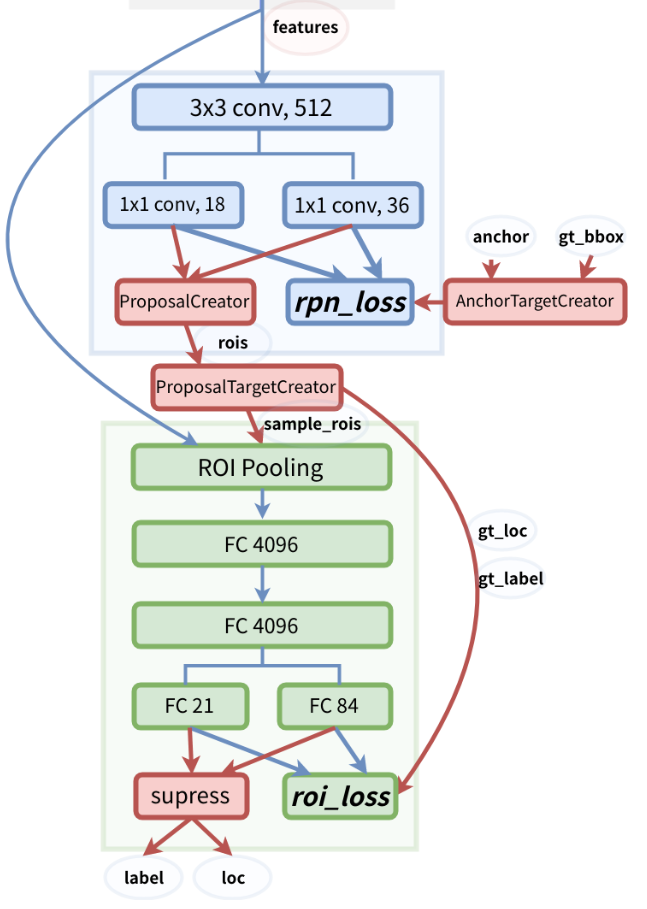 features
3x3 conv, 512
1x1 conv, 18
1x1 conv, 36
anchor
gt_bbox
ProposalCreator
rpn_loss
AnchorTargetCreator
rois
ProposalTargetCreator
sample_rois
ROI Pooling
gt_loc
FC 4096
gt_label
FC 4096
FC 21
FC 84
supress
roi_loss
label
loc